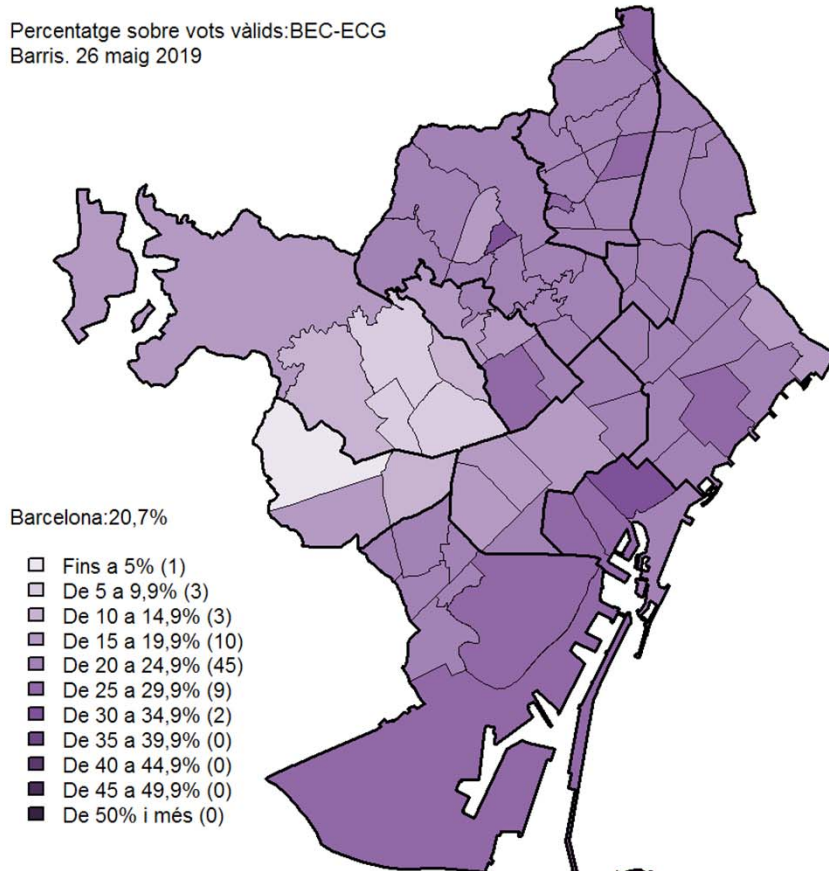 Percentatge sobre vots vàlids:BEC-ECG
Barris. 26 maig 2019
Barcelona:20,7%
Fins a 5% (1)
De 5 a 9,9% (3)
De 10 a 14,9% (3)
De 15 a 19,9% (10)
De 20 a 24,9% (45)
De 25 a 29,9% (9)
De 30 a 34,9% (2)
De 35 a 39,9% (0)
De 40 a 44,9% (0)
De 45 a 49,9% (0)
De 50% i més (0)